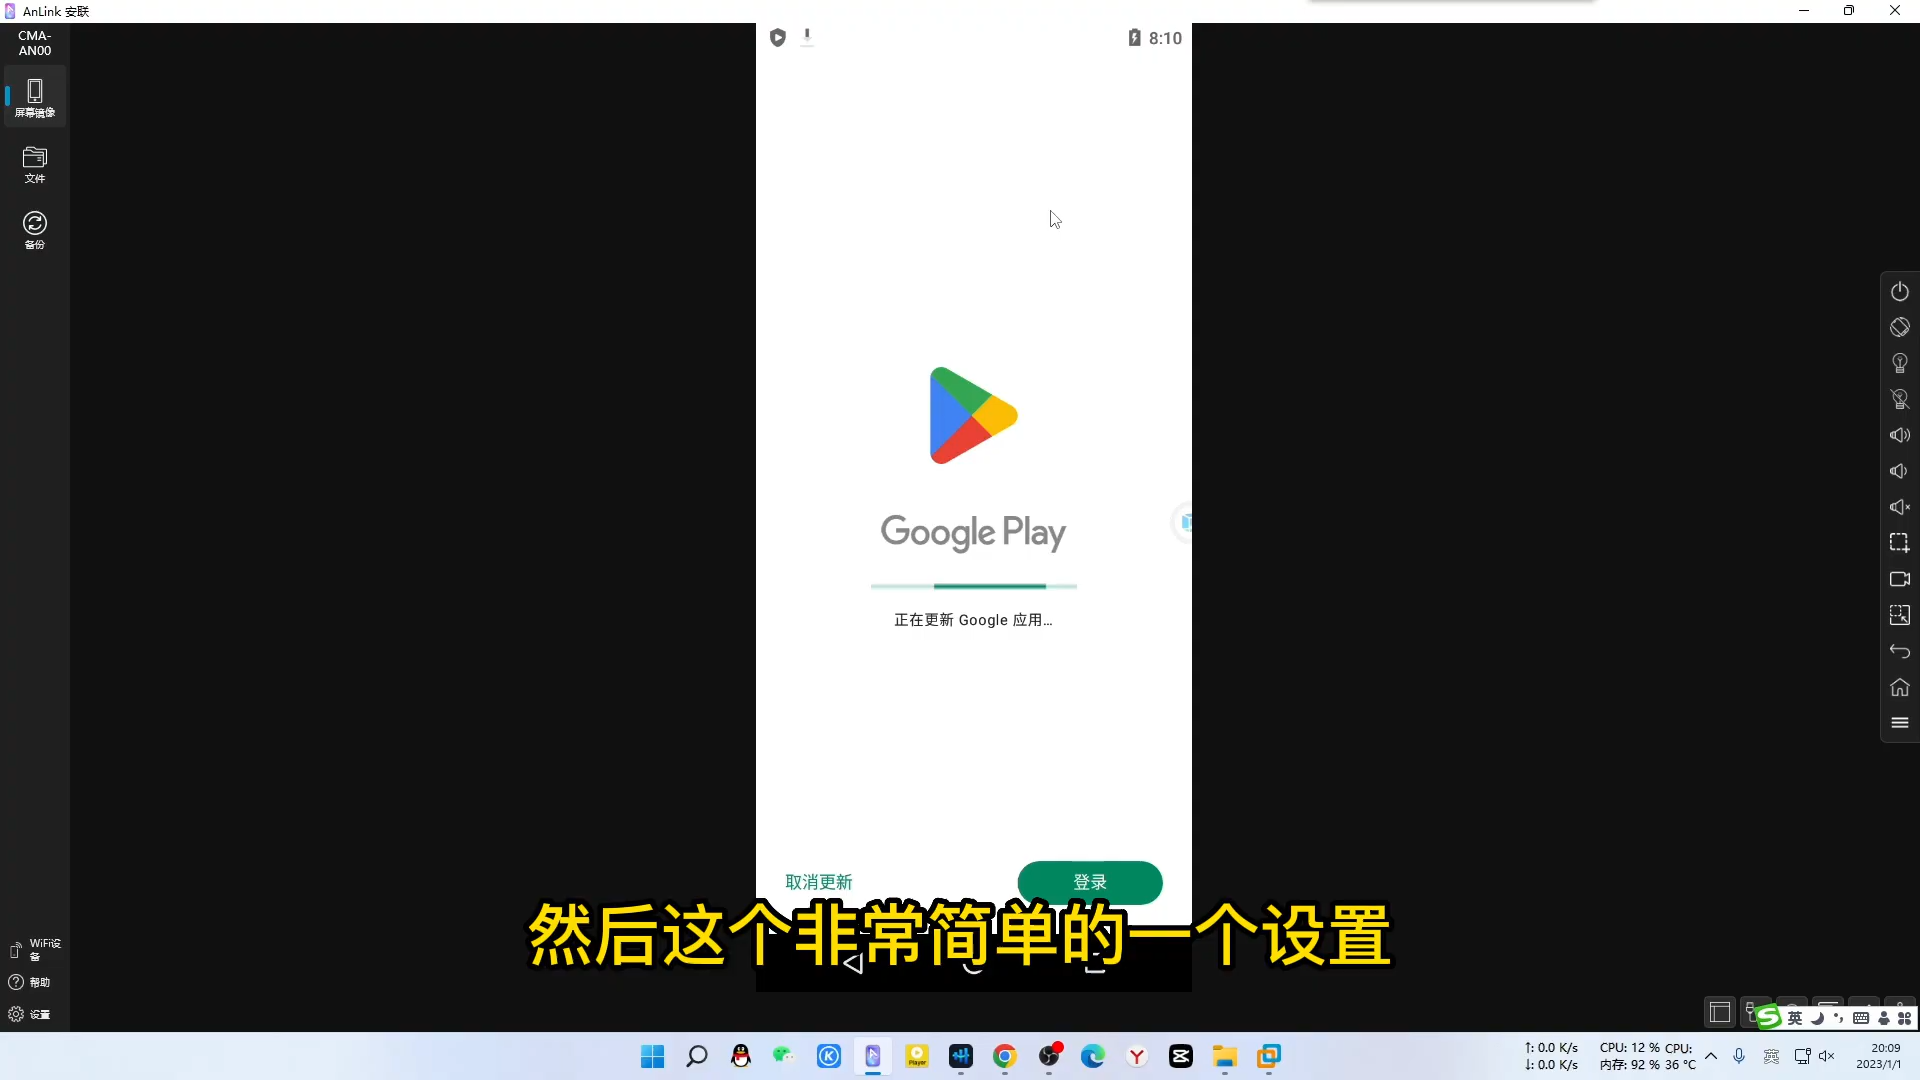 AnLink 安联
CMA-
AN00
屏幕镜像
文件
备份
8:10
Google Play
正在更新 Google 应用...
取消更新
登录
然后这个非常简单的一个设置
WiFi设
备
帮助
设置
Player
英
↑: 0.0 K/s
↓: 0.0 K/s
CPU: 12 % CPU:
内存: 92 % 36 °C
英
20:09
2023/1/1